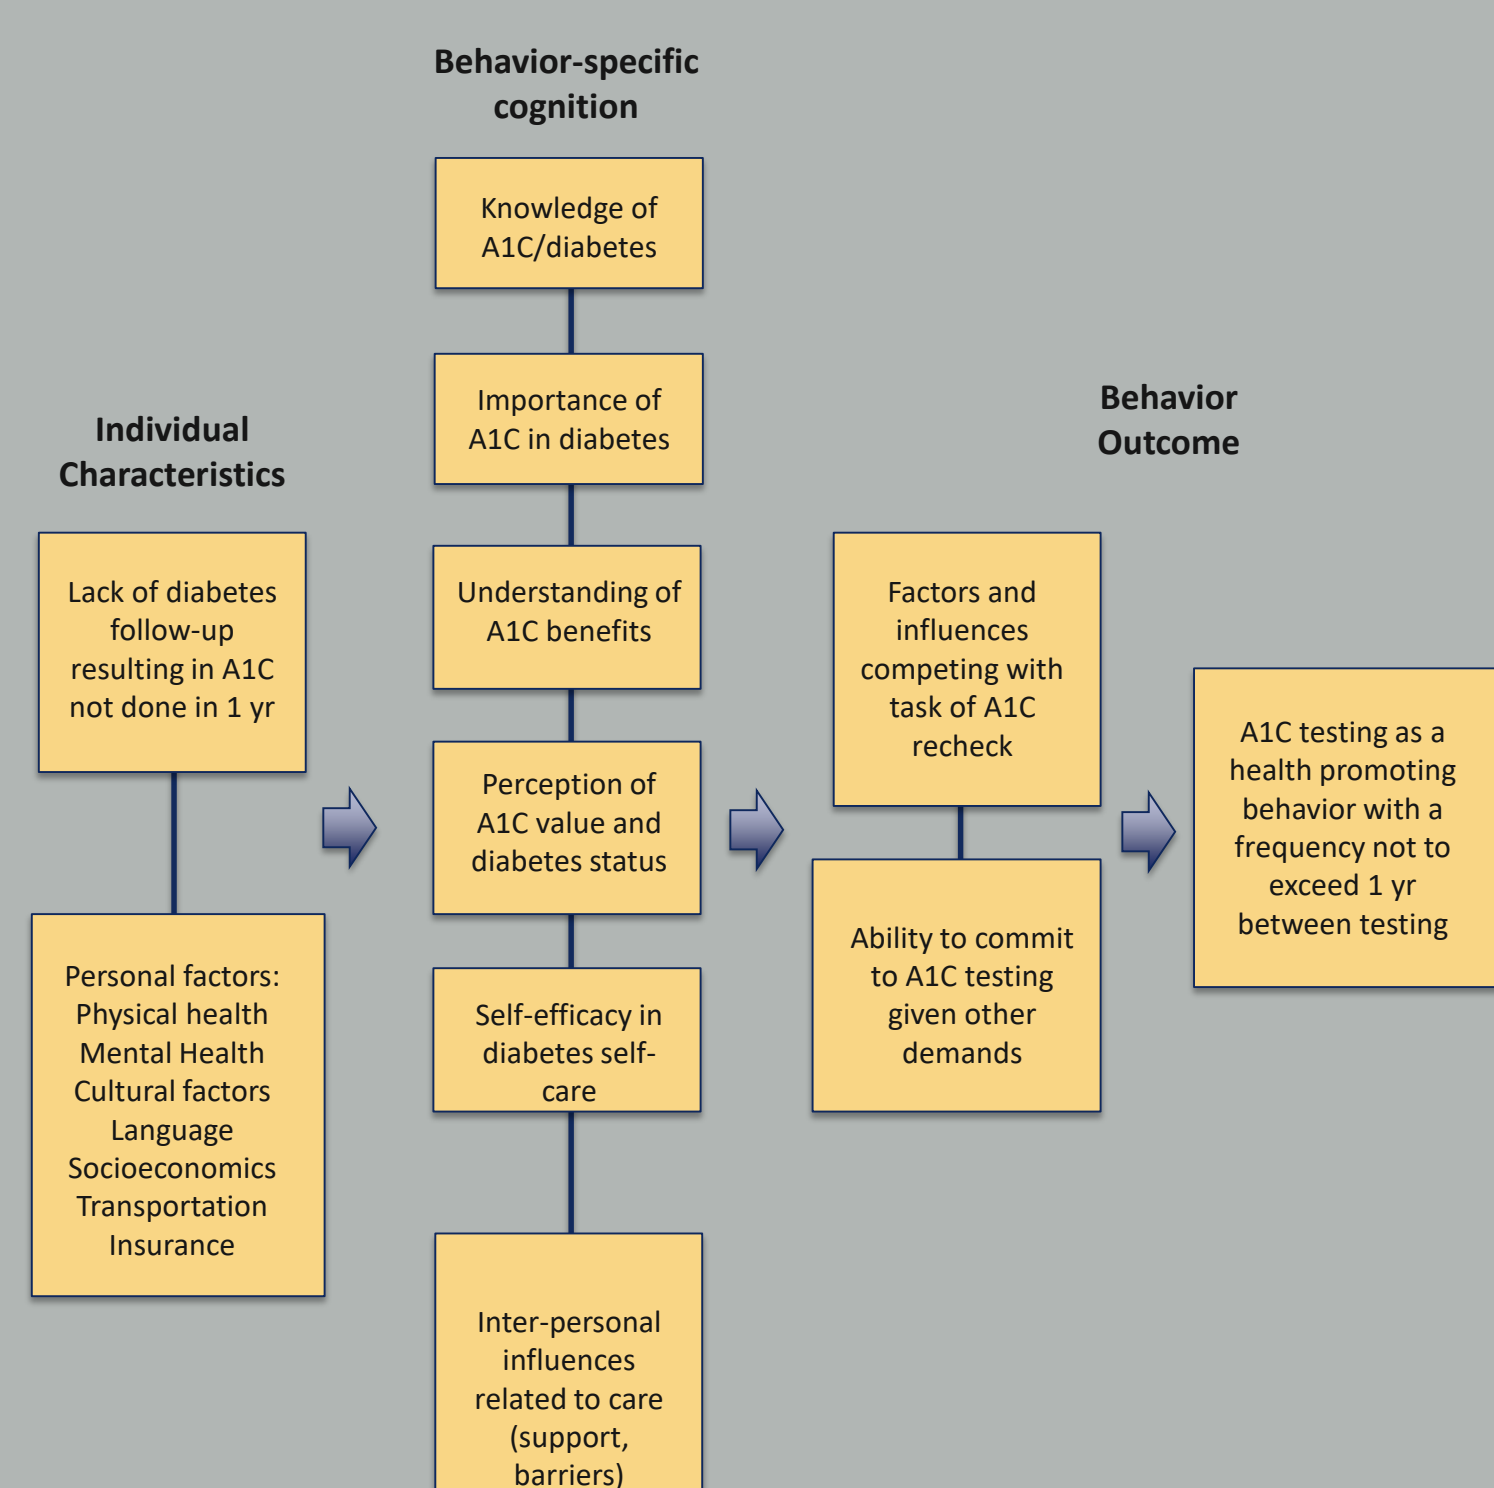 Behavior-specific
cognition
Knowledge of
A1C/diabetes
Importance of
A1C in diabetes
Understanding of
A1C benefits
Perception of
A1C value and
diabetes status
Self-efficacy in
diabetes self-
care
Inter-personal
influences
related to care
(support,
barriers)
Individual
Characteristics
Lack of diabetes
follow-up
resulting in A1C
not done in 1 yr
Personal factors:
Physical health
Mental Health
Cultural factors
Language
Socioeconomics
Transportation
Insurance
Behavior
Outcome
Factors and
influences
competing with
task of A1C
recheck
Ability to commit
to A1C testing
given other
demands
A1C testing as a
health promoting
behavior with a
frequency not to
exceed 1 yr
between testing